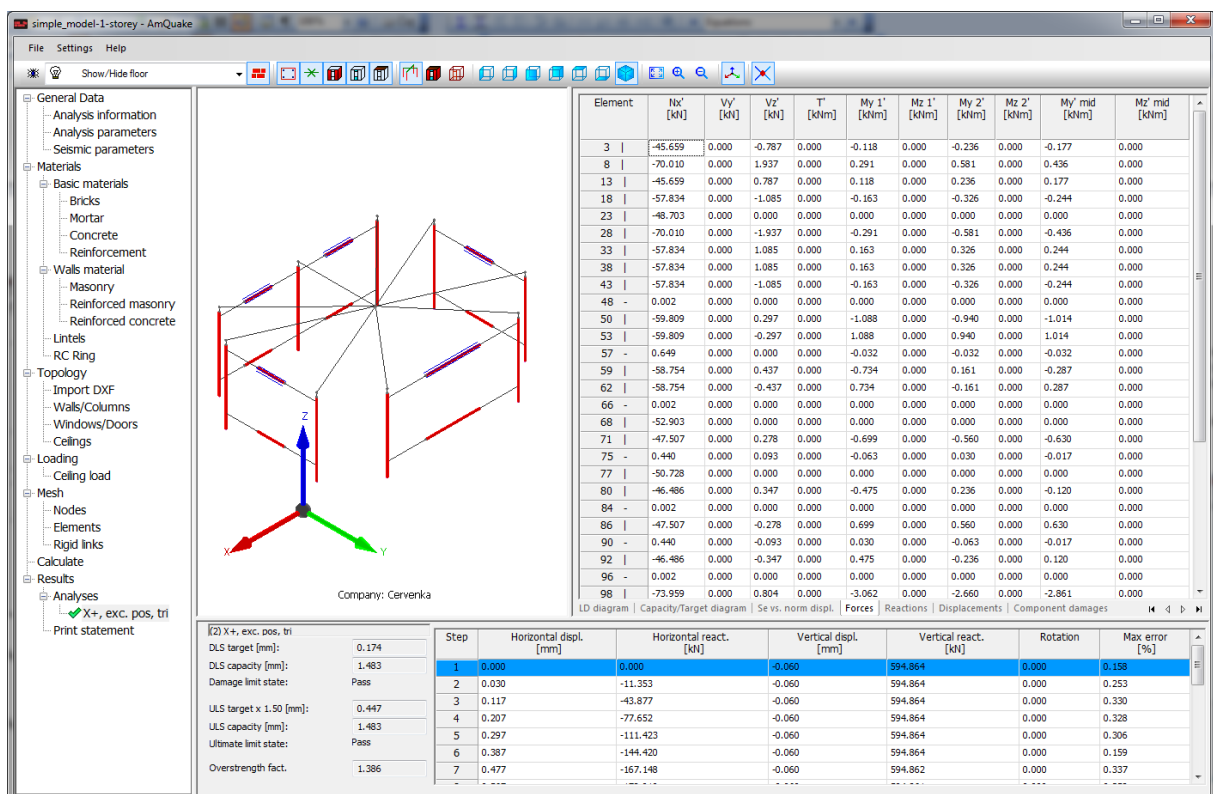 simple_model-1-storey - AmQuake
File Settings Help
Show/Hide floor
General Data
Analysis information
Analysis parameters
Seismic parameters
Materials
Basic materials
Bricks
Mortar
Concrete
Reinforcement
Walls material
Masonry
Reinforced masonry
Reinforced concrete
Lintels
RC Ring
Topology
Import DXF
Walls/Columns
Windows/Doors
Ceilings
Loading
Ceiling load
Mesh
Nodes
Elements
Rigid links
Calculate
Results
Analyses
X+, exc. pos, tri
Print statement
Z
X
Y
Company: Cervenka
Element Nx' [kN] Vy' [kN] Vz' [kN] T' [kNm] My 1' [kNm] Mz 1' [kNm] My 2' [kNm] Mz 2' [kNm] My' mid [kNm] Mz' mid [kNm]
3 | -45.659 0.000 -0.787 0.000 -0.118 0.000 -0.236 0.000 -0.177 0.000
8 | -70.010 0.000 1.937 0.000 0.291 0.000 0.581 0.000 0.436 0.000
13 | -45.659 0.000 0.787 0.000 0.118 0.000 0.236 0.000 0.177 0.000
18 | -57.834 0.000 -1.085 0.000 -0.163 0.000 -0.326 0.000 -0.244 0.000
23 | -48.703 0.000 0.000 0.000 0.000 0.000 0.000 0.000 0.000 0.000
28 | -70.010 0.000 -1.937 0.000 -0.291 0.000 -0.581 0.000 -0.436 0.000
33 | -57.834 0.000 1.085 0.000 0.163 0.000 0.326 0.000 0.244 0.000
38 | -57.834 0.000 1.085 0.000 0.163 0.000 0.326 0.000 0.244 0.000
43 | -57.834 0.000 -1.085 0.000 -0.163 0.000 -0.326 0.000 -0.244 0.000
48 - 0.002 0.000 0.000 0.000 0.000 0.000 0.000 0.000 0.000 0.000
50 | -59.809 0.000 0.297 0.000 -1.088 0.000 -0.940 0.000 -1.014 0.000
53 | -59.809 0.000 -0.297 0.000 1.088 0.000 0.940 0.000 1.014 0.000
57 - 0.649 0.000 0.000 0.000 -0.032 0.000 -0.032 0.000 -0.032 0.000
59 | -58.754 0.000 0.437 0.000 -0.734 0.000 0.161 0.000 -0.287 0.000
62 | -58.754 0.000 -0.437 0.000 0.734 0.000 -0.161 0.000 0.287 0.000
66 - 0.002 0.000 0.000 0.000 0.000 0.000 0.000 0.000 0.000 0.000
68 | -52.903 0.000 0.000 0.000 0.000 0.000 0.000 0.000 0.000 0.000
71 | -47.507 0.000 0.278 0.000 -0.699 0.000 -0.560 0.000 -0.630 0.000
75 - 0.440 0.000 0.093 0.000 -0.063 0.000 0.030 0.000 -0.017 0.000
77 | -50.728 0.000 0.000 0.000 0.000 0.000 0.000 0.000 0.000 0.000
80 | -46.486 0.000 0.347 0.000 -0.475 0.000 0.236 0.000 -0.120 0.000
84 - 0.002 0.000 0.000 0.000 0.000 0.000 0.000 0.000 0.000 0.000
86 | -47.507 0.000 -0.278 0.000 0.699 0.000 0.560 0.000 0.630 0.000
90 - 0.440 0.000 -0.093 0.000 0.030 0.000 -0.063 0.000 -0.017 0.000
92 | -46.486 0.000 -0.347 0.000 0.475 0.000 -0.236 0.000 0.120 0.000
96 - 0.002 0.000 0.000 0.000 0.000 0.000 0.000 0.000 0.000 0.000
98 | -73.959 0.000 0.804 0.000 -3.062 0.000 -2.660 0.000 -2.861 0.000
LD diagram | Capacity/Target diagram | Se vs. norm displ. | Forces | Reactions | Displacements | Component damages
(2) X+, exc. pos, tri
DLS target [mm]: 0.174
DLS capacity [mm]: 1.483
Damage limit state: Pass
ULS target x 1.50 [mm]: 0.447
ULS capacity [mm]: 1.483
Ultimate limit state: Pass
Overstrength fact. 1.386
Step Horizontal displ. [mm] Horizontal react. [kN] Vertical displ. [mm] Vertical react. [kN] Rotation Max error [%]
1 0.000 0.000 -0.060 594.864 0.000 0.158
2 0.030 -11.353 -0.060 594.864 0.000 0.253
3 0.117 -43.877 -0.060 594.864 0.000 0.330
4 0.207 -77.652 -0.060 594.864 0.000 0.328
5 0.297 -111.423 -0.060 594.864 0.000 0.306
6 0.387 -144.420 -0.060 594.864 0.000 0.159
7 0.477 -167.148 -0.060 594.862 0.000 0.337